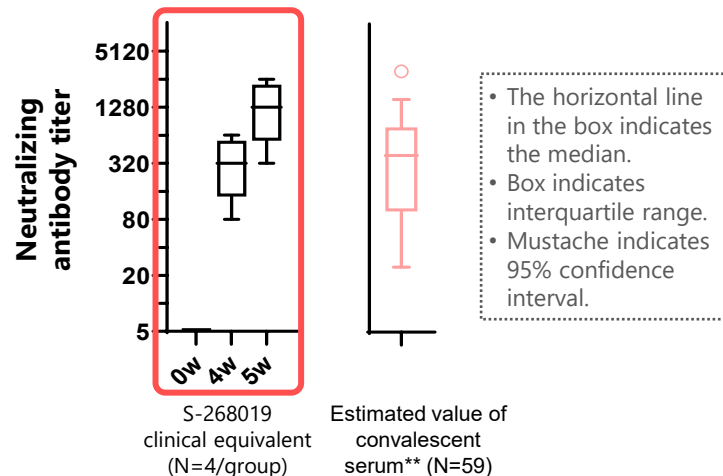 Neutralizing
antibody titer
5120
1280
320
80
20
5
0w
4w
5w
S-268019
clinical equivalent
(N=4/group)
Estimated value of
convalescent
serum** (N=59)
• The horizontal line
in the box indicates
the median.
• Box indicates
interquartile range.
• Mustache indicates
95% confidence
interval.